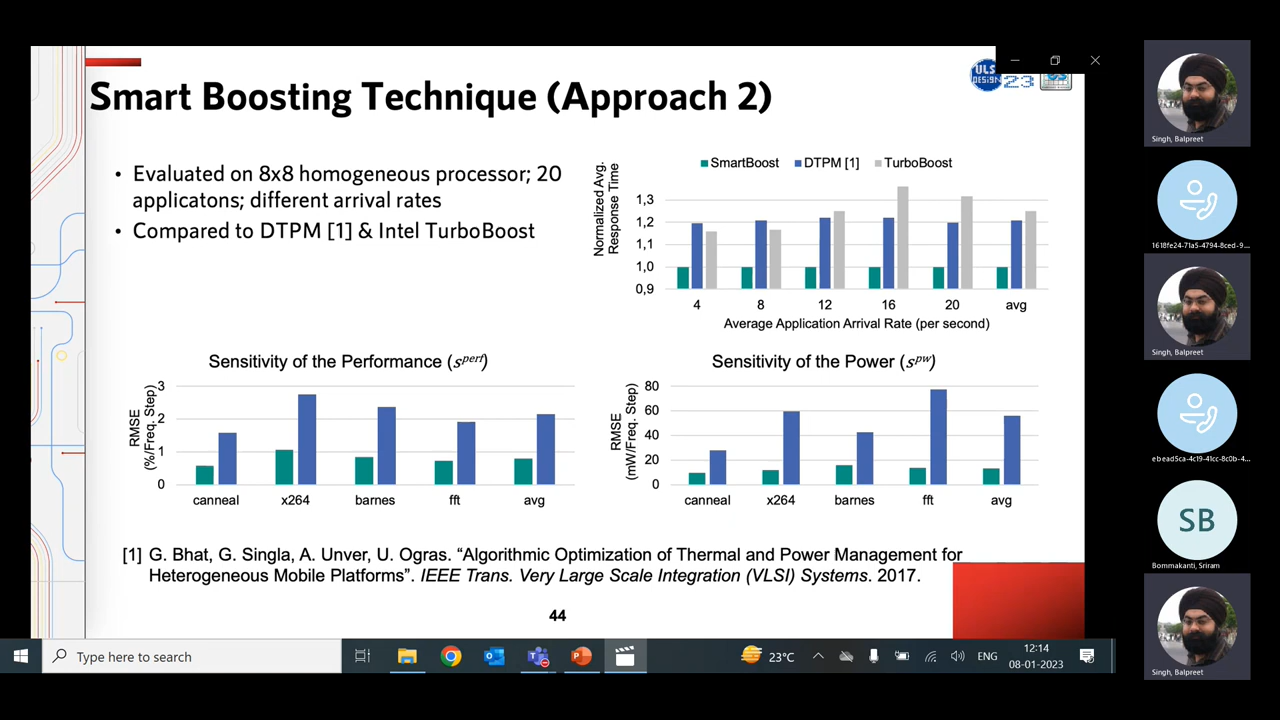 Smart Boosting Technique (Approach 2)
VLSI
DESIGN
23
• Evaluated on 8x8 homogeneous processor; 20
applicatons; different arrival rates
• Compared to DTPM [1] & Intel TurboBoost
SmartBoost DTPM [1] TurboBoost
Normalized Avg.
Response Time
1,3
1,2
1,1
1,0
0,9
4 8 12 16 20 avg
Average Application Arrival Rate (per second)
Sensitivity of the Performance (s^perf)
RMSE
(%/Freq. Step)
3
2
1
0
canneal x264 barnes fft avg
Sensitivity of the Power (s^pw)
RMSE
(mW/Freq. Step)
80
60
40
20
0
canneal x264 barnes fft avg
[1] G. Bhat, G. Singla, A. Unver, U. Ogras. “Algorithmic Optimization of Thermal and Power Management for
Heterogeneous Mobile Platforms”. IEEE Trans. Very Large Scale Integration (VLSI) Systems. 2017.
44
Type here to search
23°C
ENG
12:14
08-01-2023
Singh, Balpreet
1618fe24-71a5-4794-8ced-9...
Singh, Balpreet
ebead5ca-4c19-41cc-8c0b-4...
SB
Bommakanti, Sriram
Singh, Balpreet